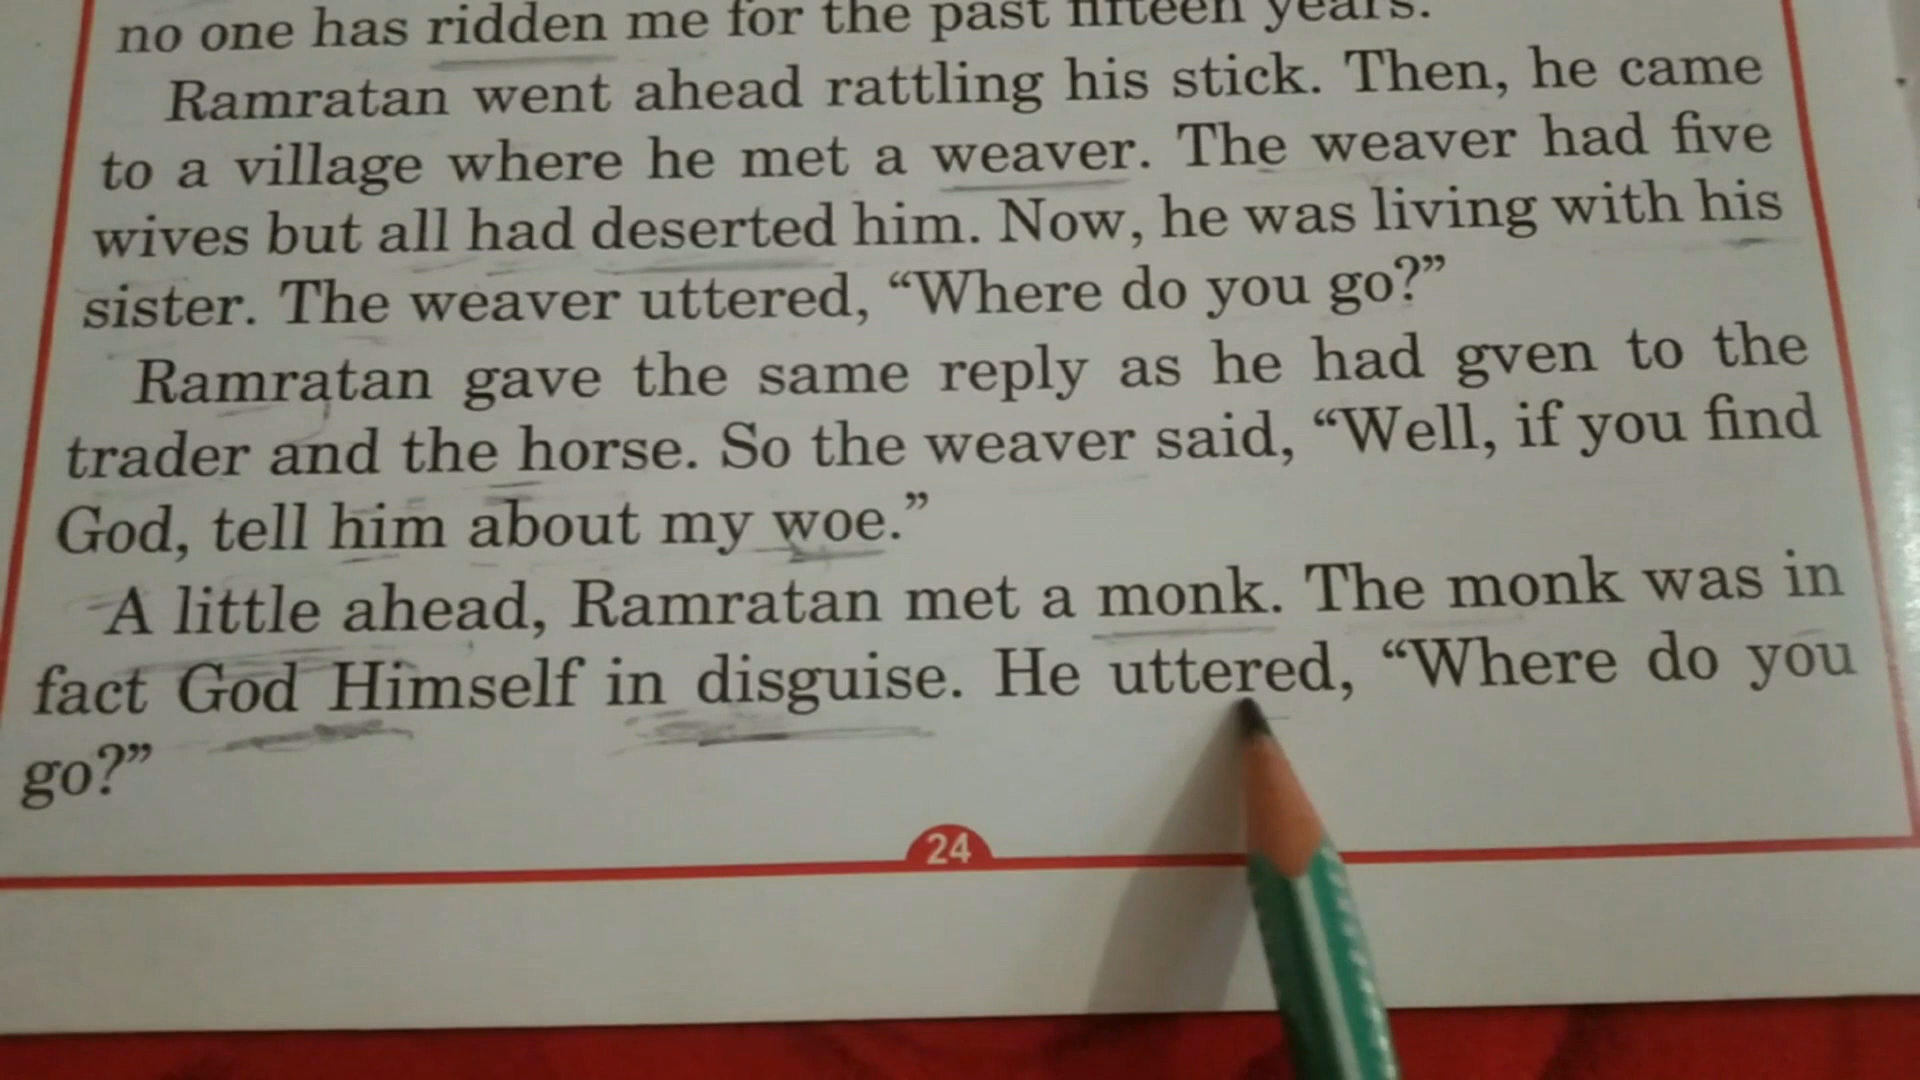 no one has ridden me for the past fifteen years.
Ramratan went ahead rattling his stick. Then, he came
to a village where he met a weaver. The weaver had five
wives but all had deserted him. Now, he was living with his
sister. The weaver uttered, “Where do you go?”
Ramratan gave the same reply as he had gven to the
trader and the horse. So the weaver said, “Well, if you find
God, tell him about my woe.”
A little ahead, Ramratan met a monk. The monk was in
fact God Himself in disguise. He uttered, “Where do you
go?”
24